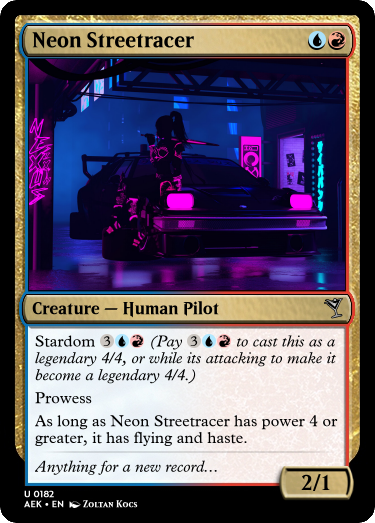 Neon Streetracer
Creature — Human Pilot
Stardom 3 (Pay 3 to cast this as a
legendary 4/4, or while its attacking to make it
become a legendary 4/4.)
Prowess
As long as Neon Streetracer has power 4 or
greater, it has flying and haste.
Anything for a new record...
2/1
U 0182
AEK • EN Zoltan Kocs